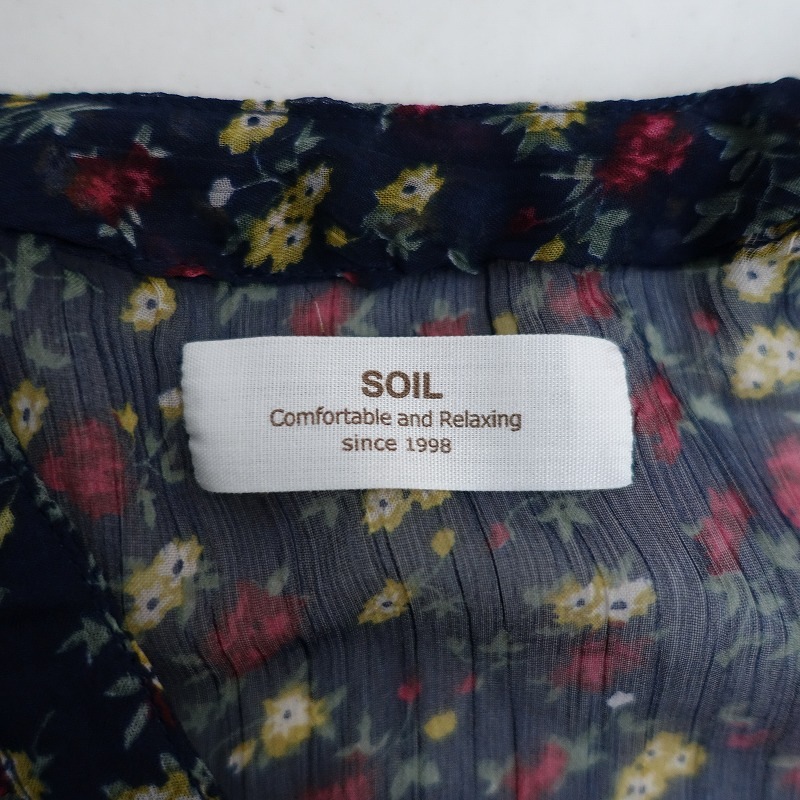 SOIL
Comfortable and Relaxing
since 1998